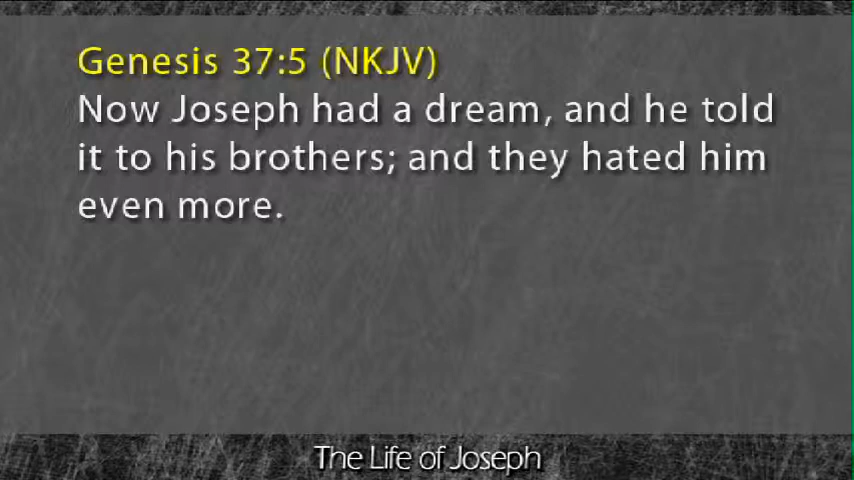 Genesis 37:5 (NKJV)
Now Joseph had a dream, and he told
it to his brothers; and they hated him
even more.
The Life of Joseph